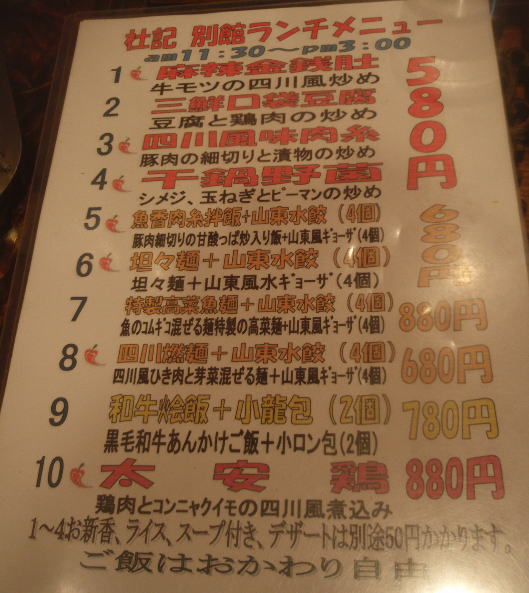 杜記 別館ランチメニュー
am11:30～pm3:00
1 麻辣金銭肚
牛モツの四川風炒め
2 三鮮口袋豆腐
豆腐と鶏肉の炒め
3 四川風味肉糸
豚肉の細切りと漬物の炒め
4 干鍋野菌
シメジ、玉ねぎとピーマンの炒め
580円
5 魚香肉糸拌飯＋山東水餃（4個）
豚肉細切りの甘酸っぱ炒入り飯+山東風ギョーザ(4個)
6 坦々麺＋山東水餃（4個）
坦々麺＋山東風水ギョーザ(4個)
680円
7 特製高菜魚麺＋山東水餃（4個） 880円
魚のコムギコ混ぜる麺特製の高菜麺+山東風ギョーザ(4個)
8 四川燃麺＋山東水餃（4個） 680円
四川風ひき肉と芽菜混ぜる麺＋山東風ギョーザ(4個)
9 和牛烩飯＋小龍包（2個） 780円
黒毛和牛あんかけご飯＋小ロン包(2個)
10 太安鶏 880円
鶏肉とコンニャクイモの四川風煮込み
1～4お新香、ライス、スープ付き、デザートは別途50円かかります。
ご飯はおかわり自由